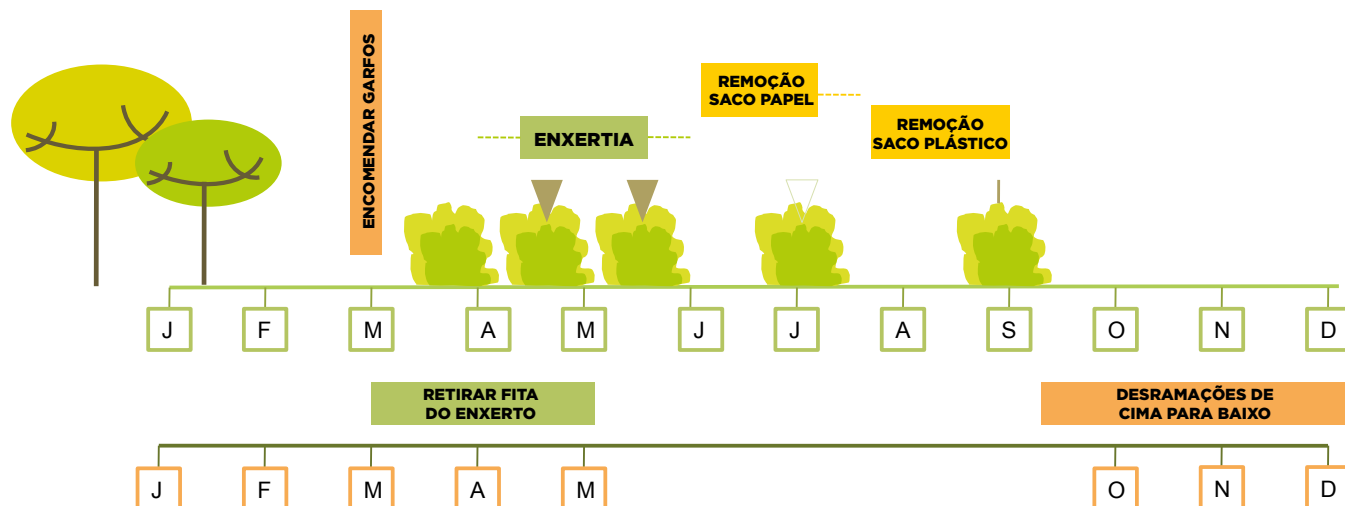 ENCOMENDAR GARFOS
ENXERTIA
REMOÇÃO
SACO PAPEL
REMOÇÃO
SACO PLÁSTICO
J F M A M J J A S O N D
RETIRAR FITA
DO ENXERTO
DESRAMAÇÕES DE
CIMA PARA BAIXO
J F M A M O N D